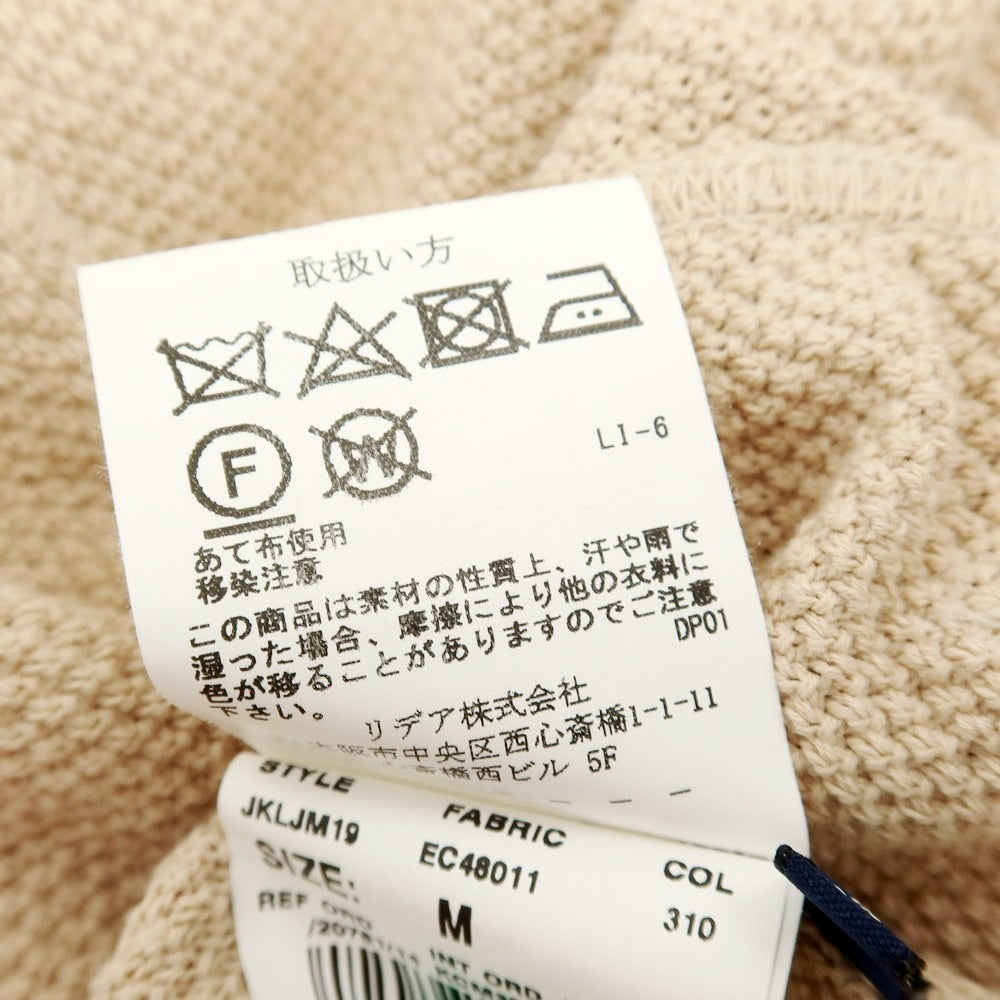 取扱い方
F
W
LI-6
あて布使用
移染注意
この商品は素材の性質上、汗や雨で
湿った場合、摩擦により他の衣料に
色が移ることがありますのでご注意
下さい。
DP01
リデア株式会社
大阪市中央区西心斎橋1-1-11
心斎橋西ビル 5F
STYLE FABRIC COL
JKLJM19 EC48011 310
SIZE: M
REF ORD INT ORD